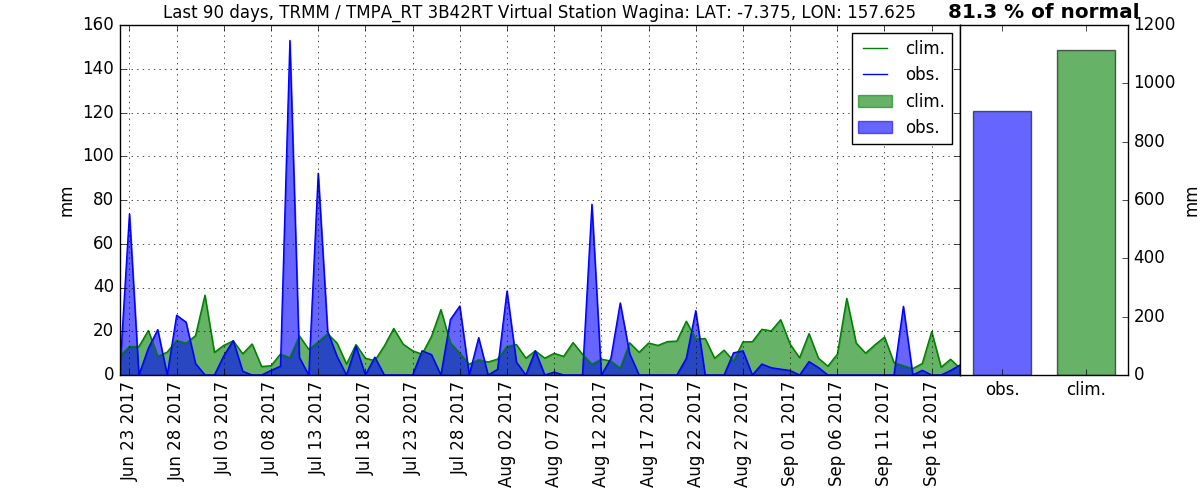 Last 90 days, TRMM / TMPA_RT 3B42RT Virtual Station Wagina: LAT: -7.375, LON: 157.625
81.3 % of normal
160
140
120
100
80
60
40
20
0
mm
clim.
obs.
clim.
obs.
Jun 23 2017
Jun 28 2017
Jul 03 2017
Jul 08 2017
Jul 13 2017
Jul 18 2017
Jul 23 2017
Jul 28 2017
Aug 02 2017
Aug 07 2017
Aug 12 2017
Aug 17 2017
Aug 22 2017
Aug 27 2017
Sep 01 2017
Sep 06 2017
Sep 11 2017
Sep 16 2017
1200
1000
800
600
400
200
0
mm
obs.
clim.